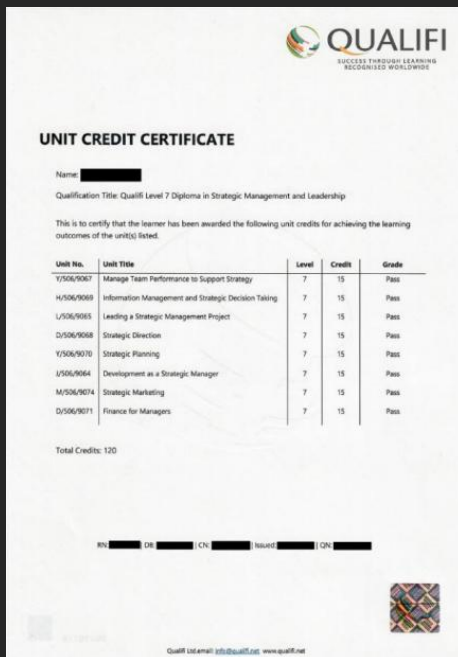 QUALIFI
SUCCESS THROUGH LEARNING
RECOGNISED WORLDWIDE
UNIT CREDIT CERTIFICATE
Name:
Qualification Title: Qualifi Level 7 Diploma in Strategic Management and Leadership
This is to certify that the learner has been awarded the following unit credits for achieving the learning
outcomes of the unit(s) listed.
Unit No. Unit Title Level Credit Grade
Y/506/9067 Manage Team Performance to Support Strategy 7 15 Pass
H/506/9069 Information Management and Strategic Decision Taking 7 15 Pass
L/506/9065 Leading a Strategic Management Project 7 15 Pass
D/506/9068 Strategic Direction 7 15 Pass
Y/506/9070 Strategic Planning 7 15 Pass
J/506/9064 Development as a Strategic Manager 7 15 Pass
M/506/9074 Strategic Marketing 7 15 Pass
D/506/9071 Finance for Managers 7 15 Pass
Total Credits: 120
RN: | DB: | CN: | Issued: | QN:
Qualifi Ltd.email: info@qualifi.net www.qualifi.net